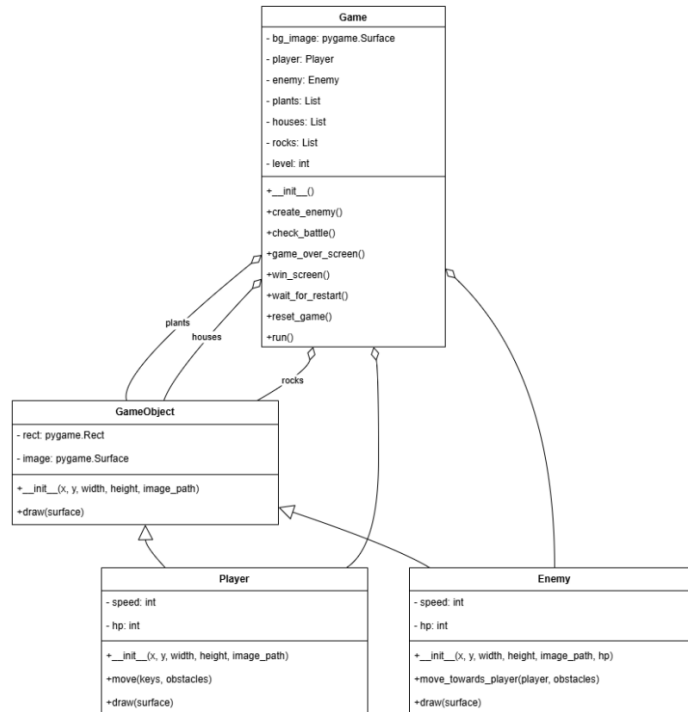 Game
- bg_image: pygame.Surface
- player: Player
- enemy: Enemy
- plants: List
- houses: List
- rocks: List
- level: int
+__init__()
+create_enemy()
+check_battle()
+game_over_screen()
+win_screen()
+wait_for_restart()
+reset_game()
+run()
plants
houses
rocks
GameObject
- rect: pygame.Rect
- image: pygame.Surface
+__init__(x, y, width, height, image_path)
+draw(surface)
Player
- speed: int
- hp: int
+__init__(x, y, width, height, image_path)
+move(keys, obstacles)
+draw(surface)
Enemy
- speed: int
- hp: int
+__init__(x, y, width, height, image_path, hp)
+move_towards_player(player, obstacles)
+draw(surface)